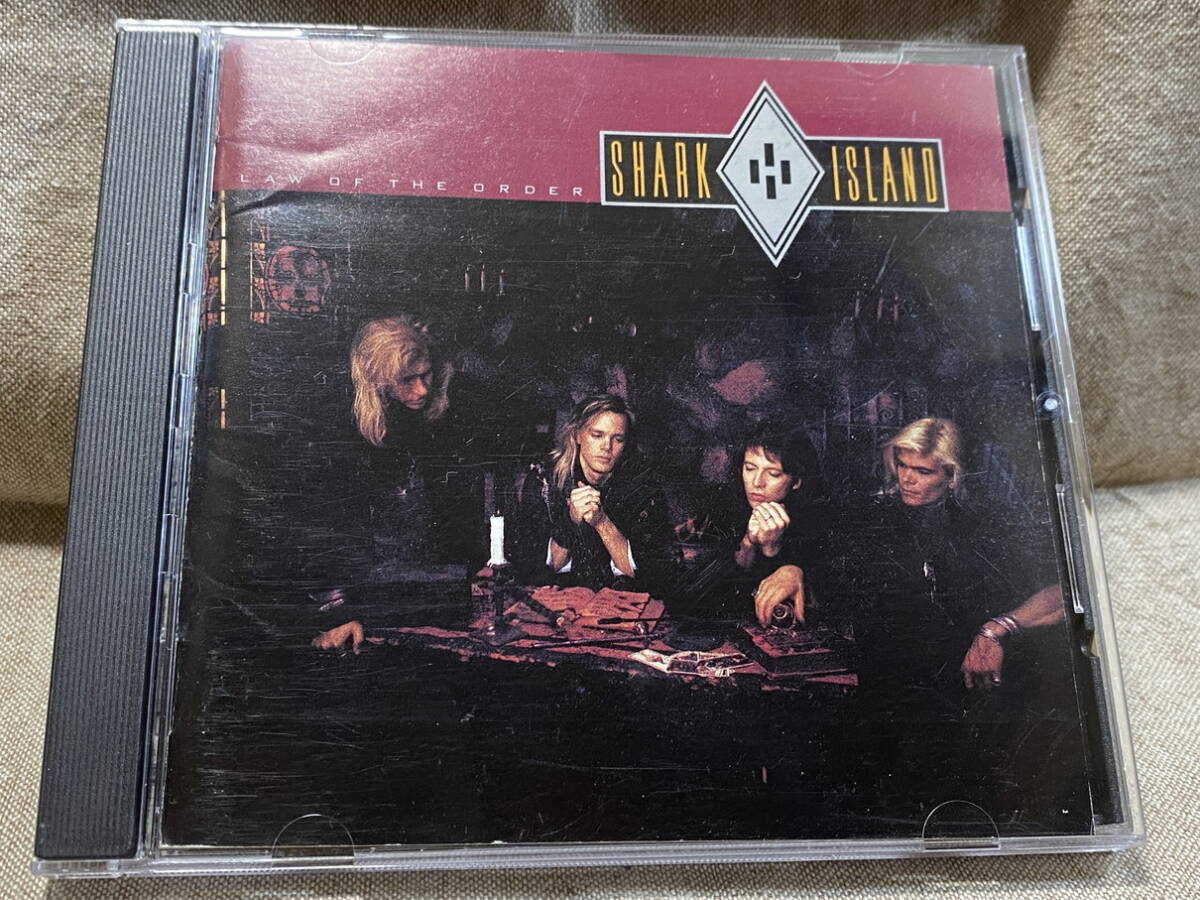 SHARK ISLAND
LAW OF THE ORDER